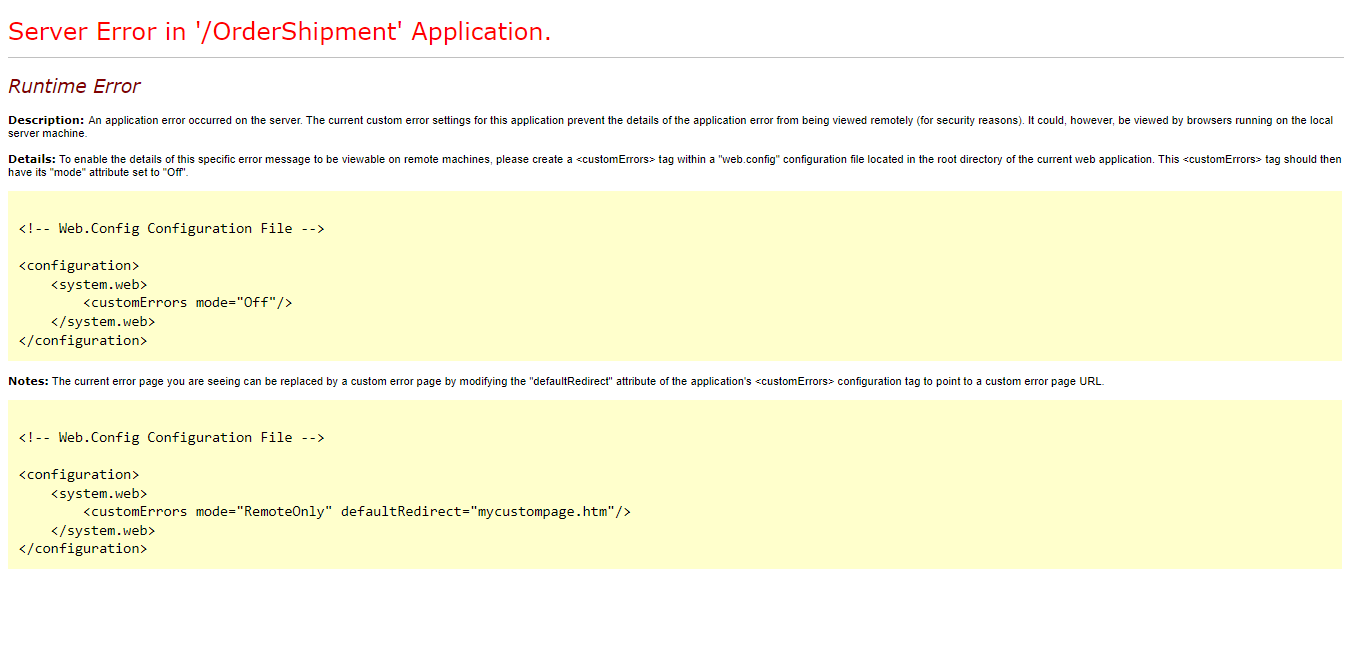 Server Error in '/OrderShipment' Application.
Runtime Error
Description: An application error occurred on the server. The current custom error settings for this application prevent the details of the application error from being viewed remotely (for security reasons). It could, however, be viewed by browsers running on the local
server machine.
Details: To enable the details of this specific error message to be viewable on remote machines, please create a <customErrors> tag within a "web.config" configuration file located in the root directory of the current web application. This <customErrors> tag should then
have its "mode" attribute set to "Off".
<!-- Web.Config Configuration File -->
<configuration>
    <system.web>
        <customErrors mode="Off"/>
    </system.web>
</configuration>
Notes: The current error page you are seeing can be replaced by a custom error page by modifying the "defaultRedirect" attribute of the application's <customErrors> configuration tag to point to a custom error page URL.
<!-- Web.Config Configuration File -->
<configuration>
    <system.web>
        <customErrors mode="RemoteOnly" defaultRedirect="mycustompage.htm"/>
    </system.web>
</configuration>